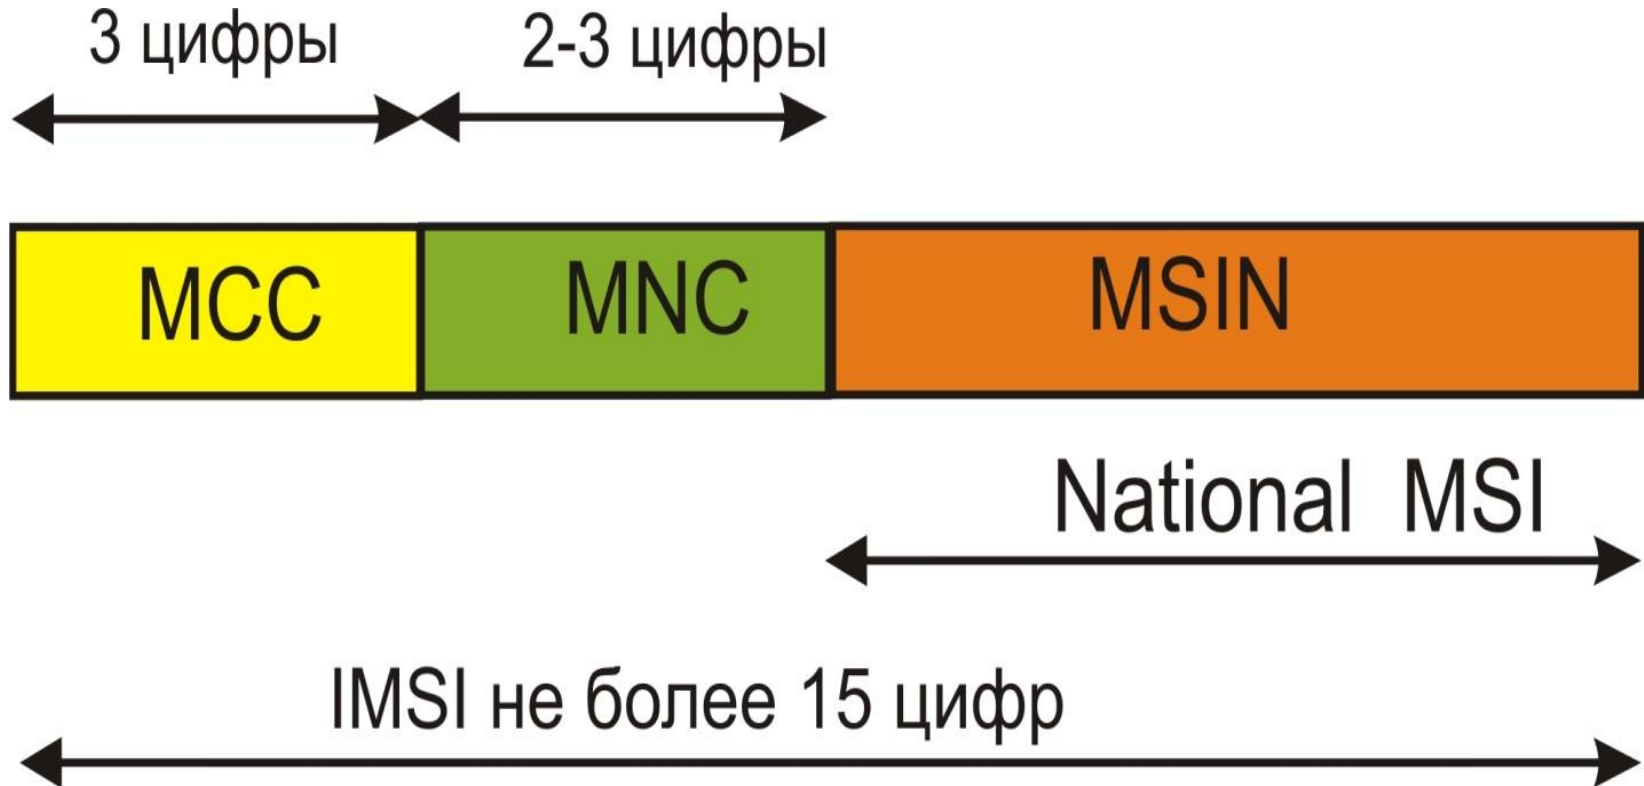 3 цифры 2-3 цифры
MCC MNC MSIN
National MSI
IMSI не более 15 цифр